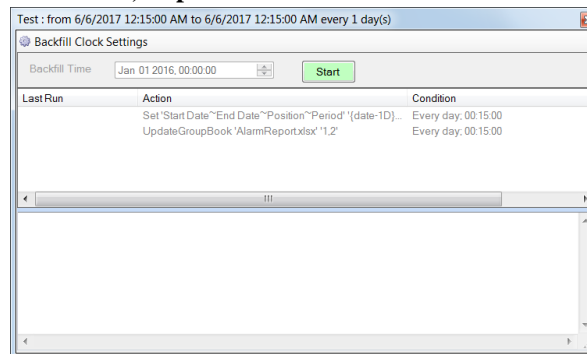 Test : from 6/6/2017 12:15:00 AM to 6/6/2017 12:15:00 AM every 1 day(s)
Backfill Clock Settings
Backfill Time Jan 01 2016, 00:00:00 Start
Last Run Action Condition
Set 'Start Date~End Date~Position~Period' '{date-1D}... Every day; 00:15:00
UpdateGroupBook 'AlarmReport.xlsx' '1,2' Every day; 00:15:00